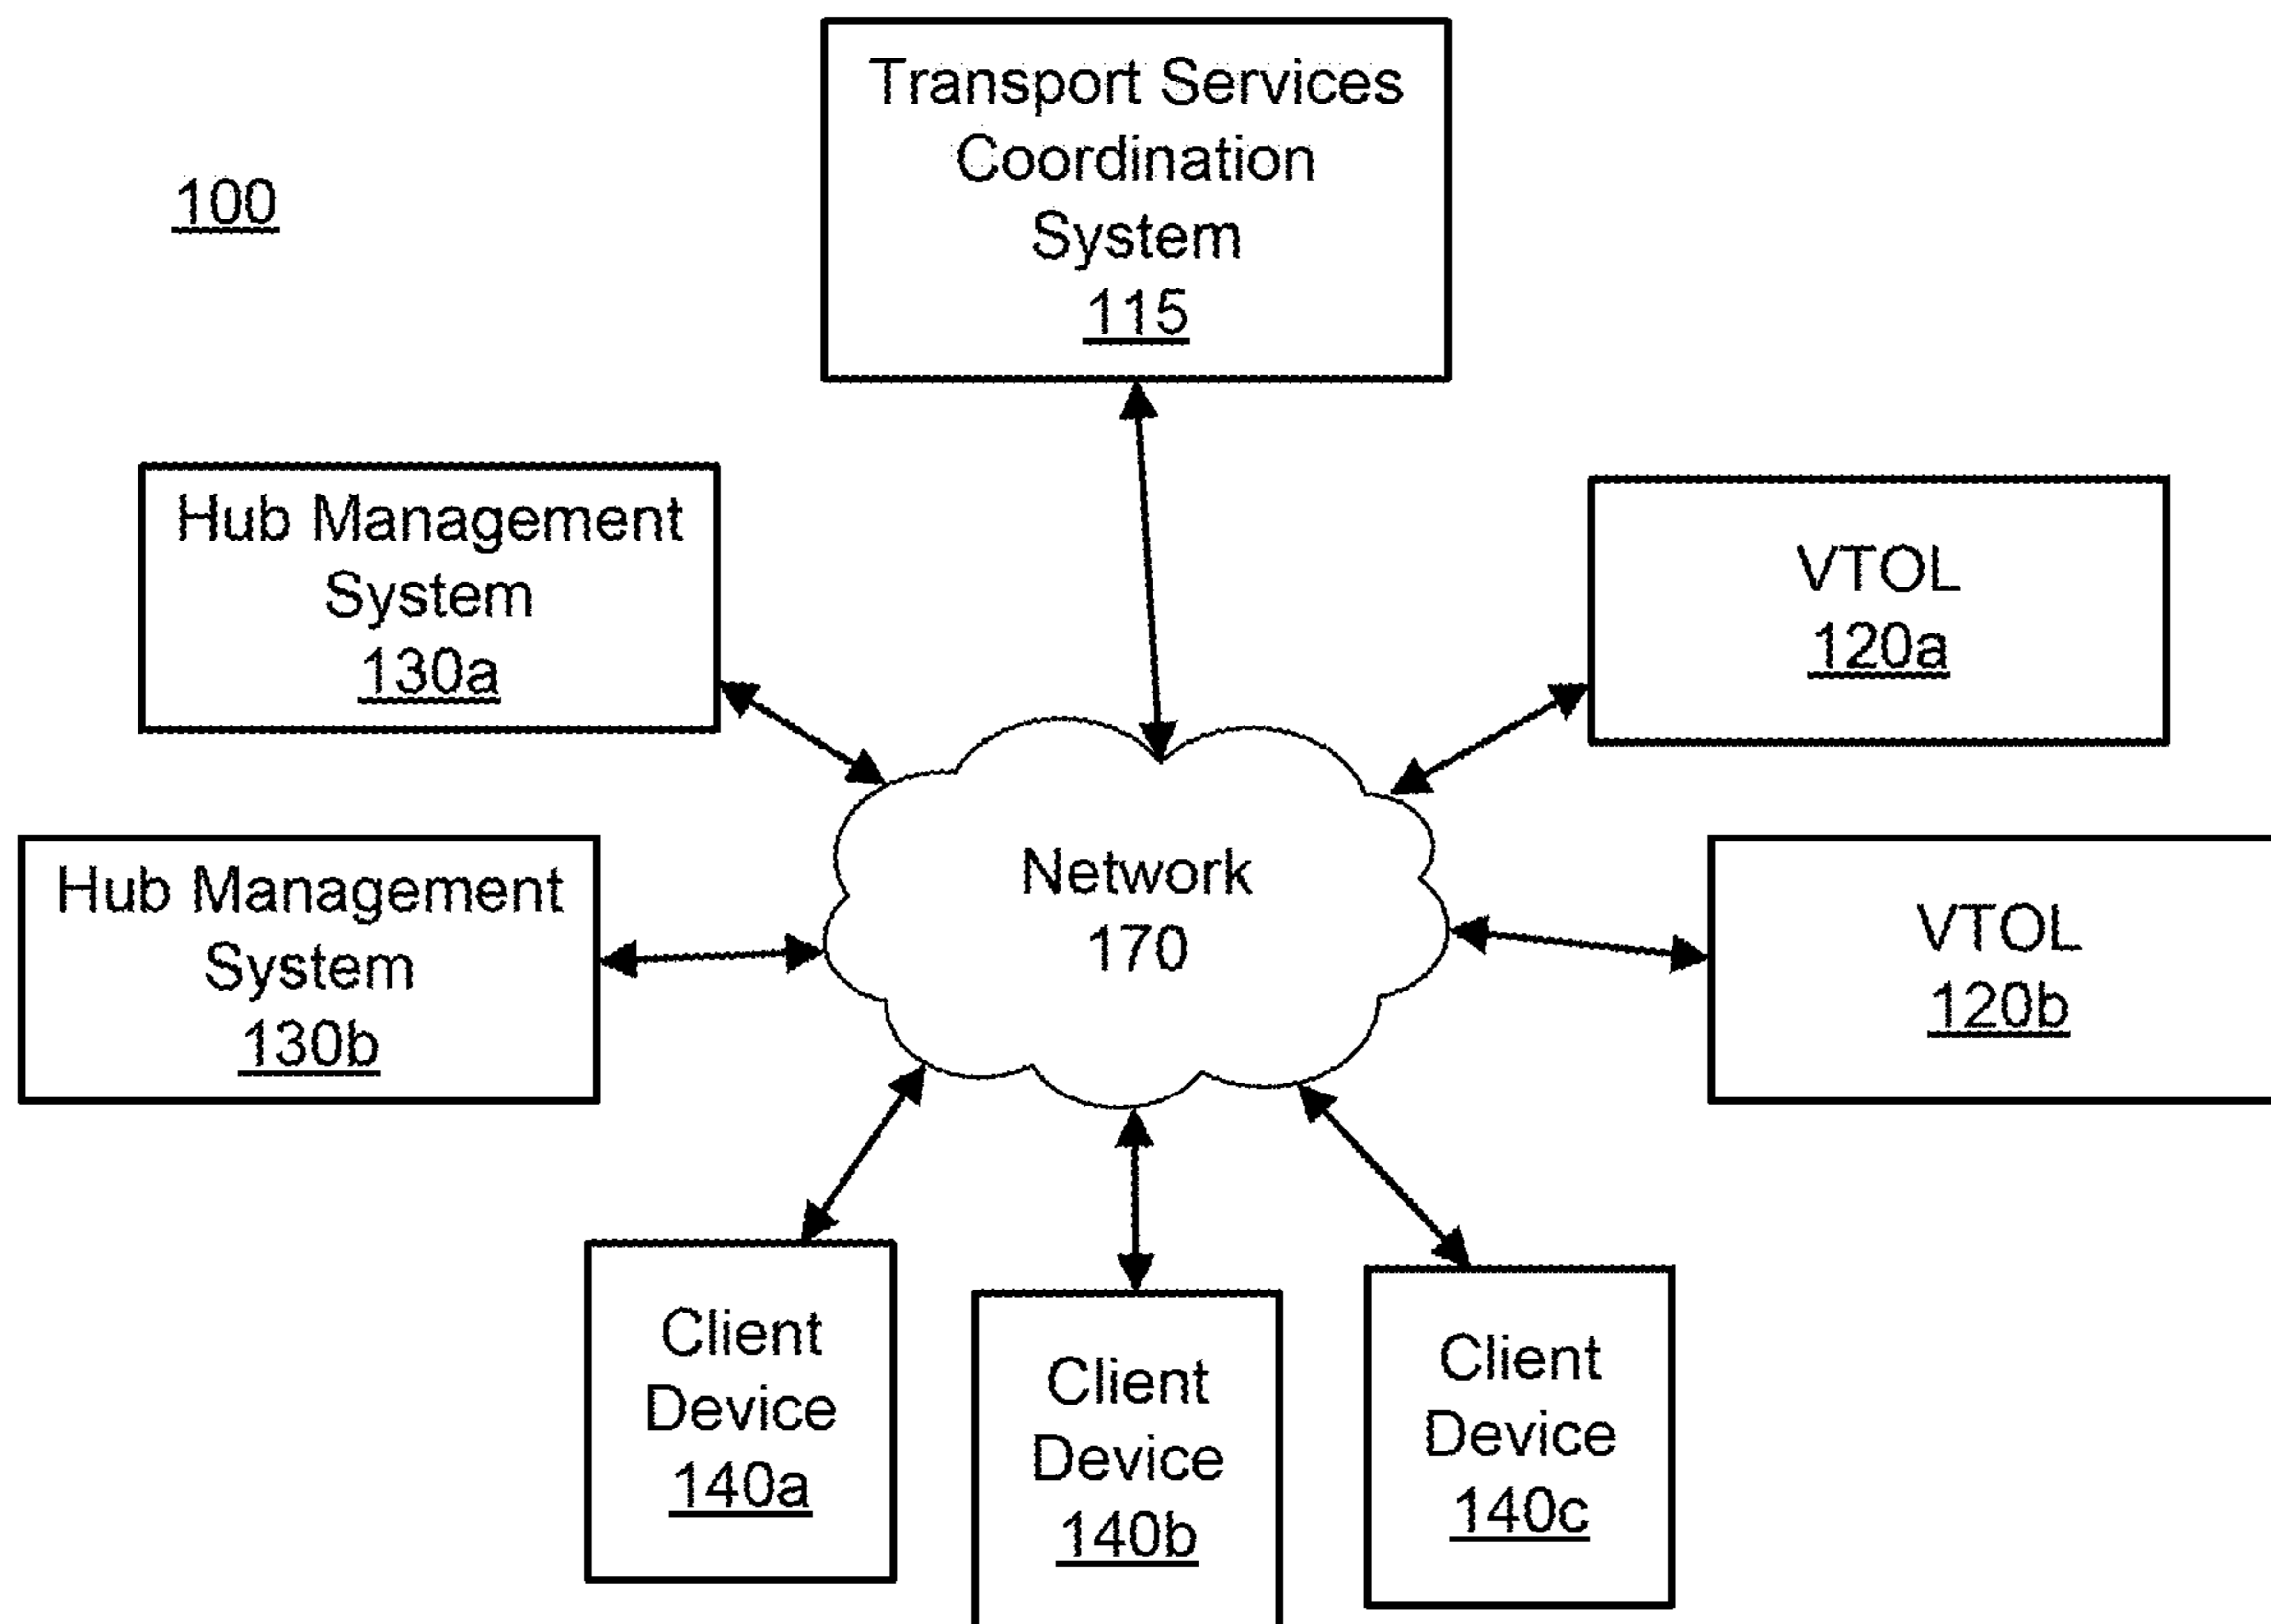 100
Transport Services
Coordination
System
115
Hub Management
System
130a
VTOL
120a
Hub Management
System
130b
Network
170
VTOL
120b
Client
Device
140a
Client
Device
140b
Client
Device
140c